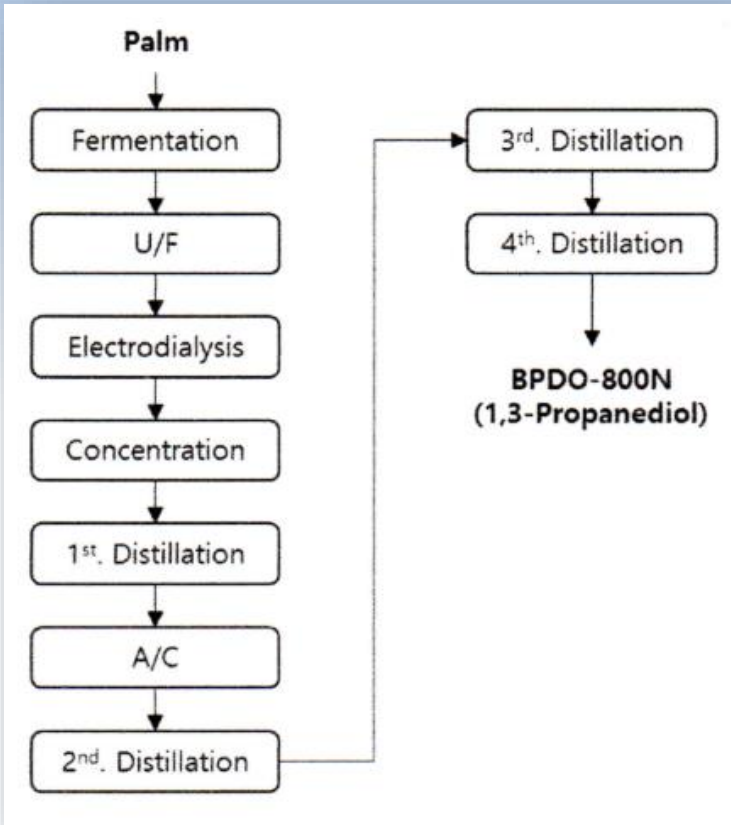 Palm
Fermentation
U/F
Electrodialysis
Concentration
1st. Distillation
A/C
2nd. Distillation
3rd. Distillation
4th. Distillation
BPDO-800N
(1,3-Propanediol)